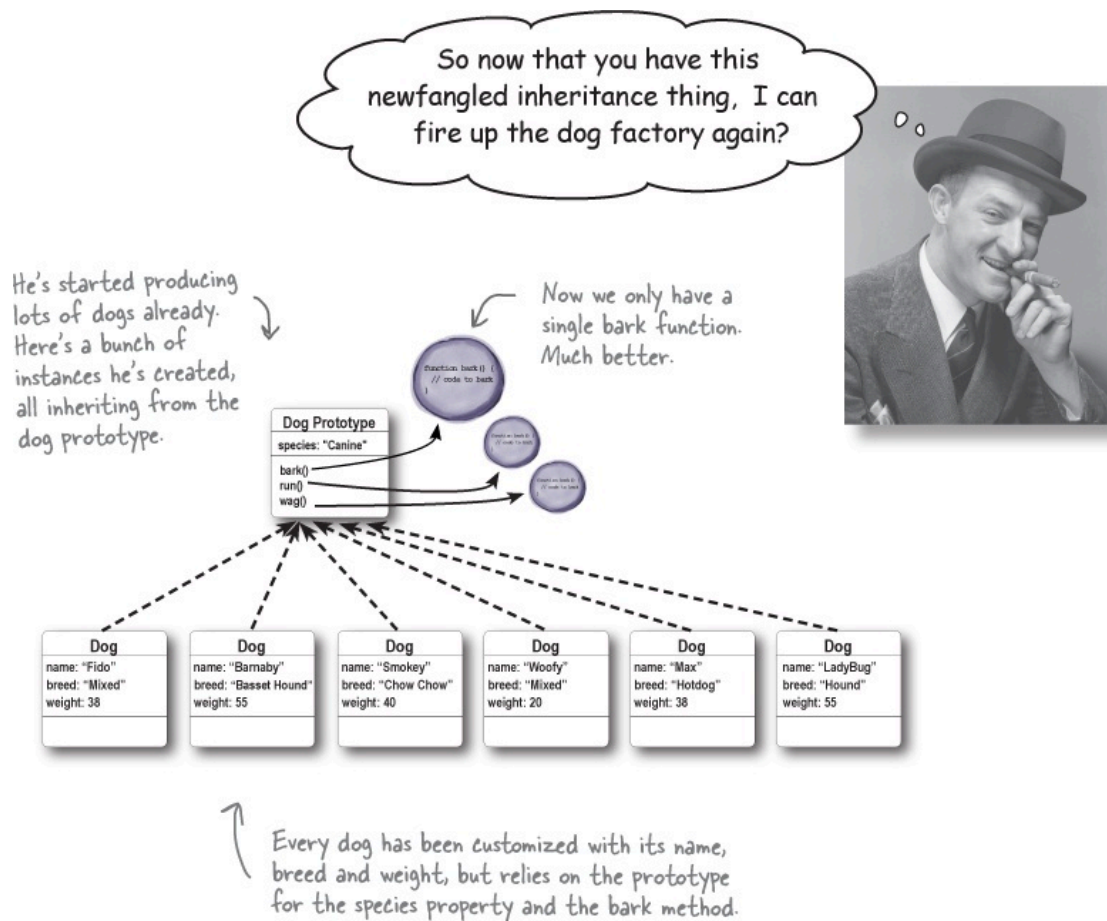 So now that you have this
newfangled inheritance thing, I can
fire up the dog factory again?
He's started producing
lots of dogs already.
Here's a bunch of
instances he's created,
all inheriting from the
dog prototype.
Now we only have a
single bark function.
Much better.
function bark() {
// code to bark
}
Dog Prototype
species: "Canine"
bark()
run()
wag()
// code to bark
}
// code to bark
}
Dog
name: "Fido"
breed: "Mixed"
weight: 38
Dog
name: "Barnaby"
breed: "Basset Hound"
weight: 55
Dog
name: "Smokey"
breed: "Chow Chow"
weight: 40
Dog
name: "Woofy"
breed: "Mixed"
weight: 20
Dog
name: "Max"
breed: "Hotdog"
weight: 38
Dog
name: "LadyBug"
breed: "Hound"
weight: 55
Every dog has been customized with its name,
breed and weight, but relies on the prototype
for the species property and the bark method.